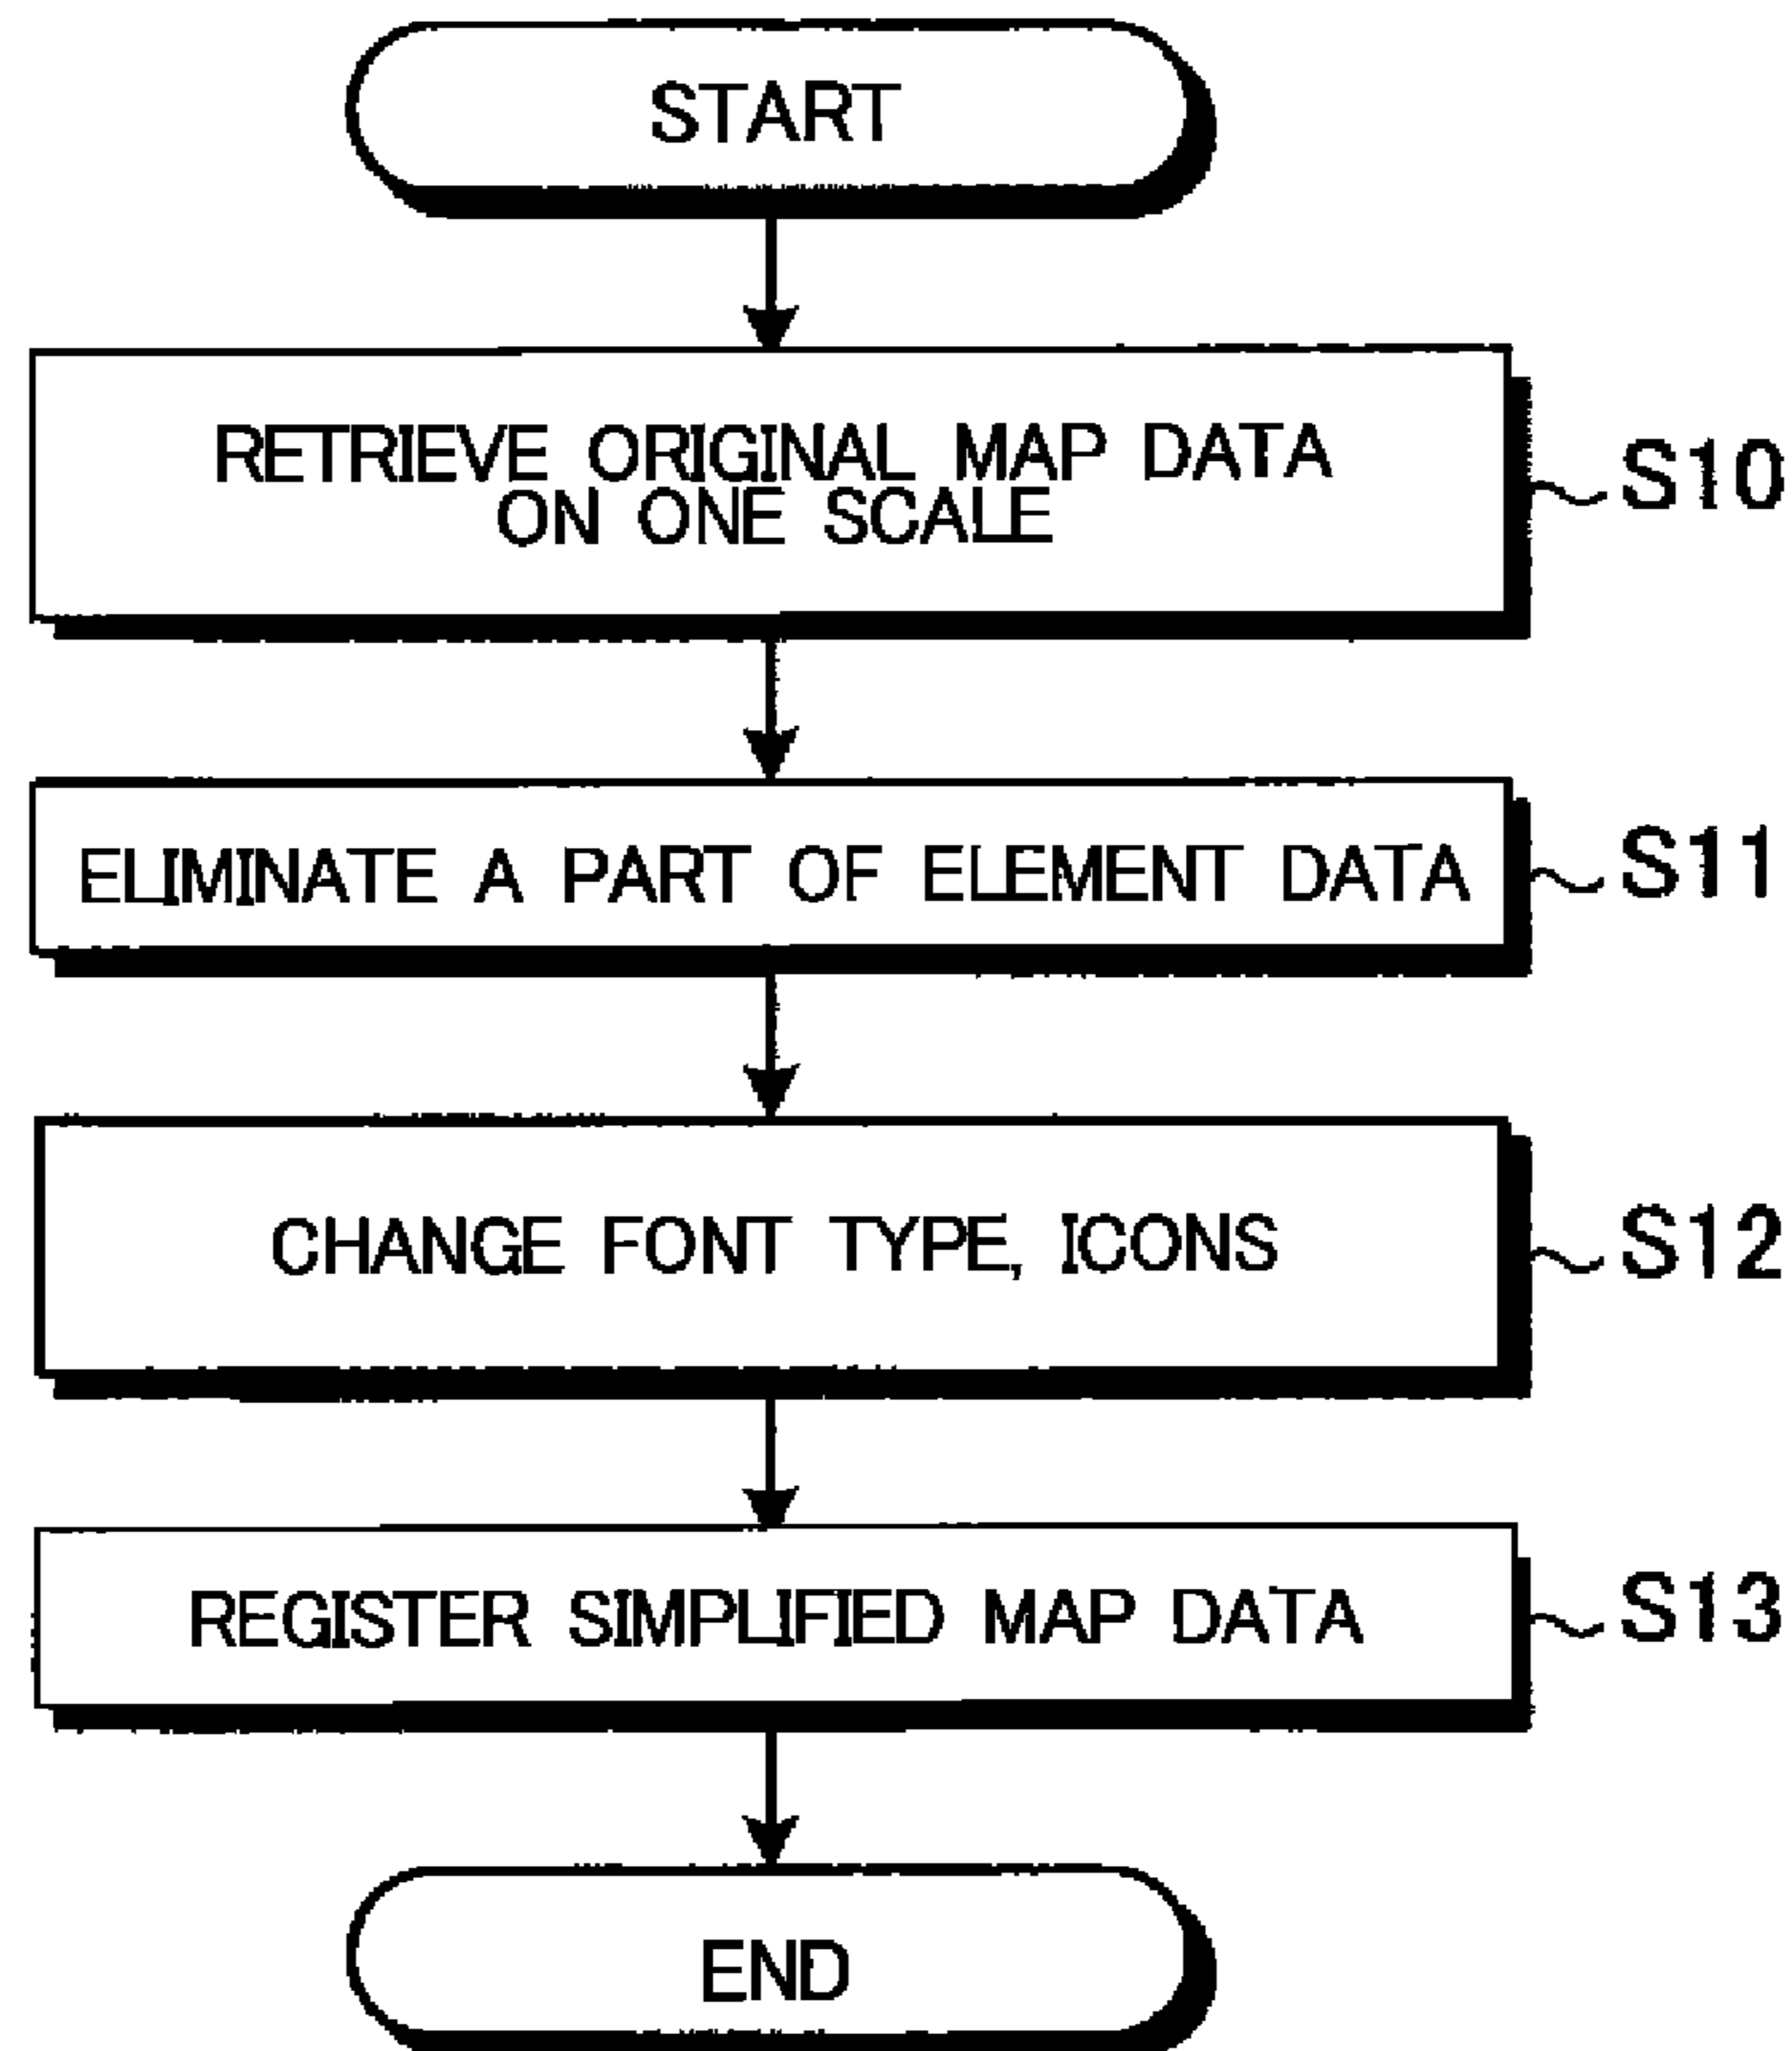 START
RETRIEVE ORIGINAL MAP DATA
ON ONE SCALE
S10
ELIMINATE A PART OF ELEMENT DATA
S11
CHANGE FONT TYPE, ICONS
S12
REGISTER SIMPLIFIED MAP DATA
S13
END